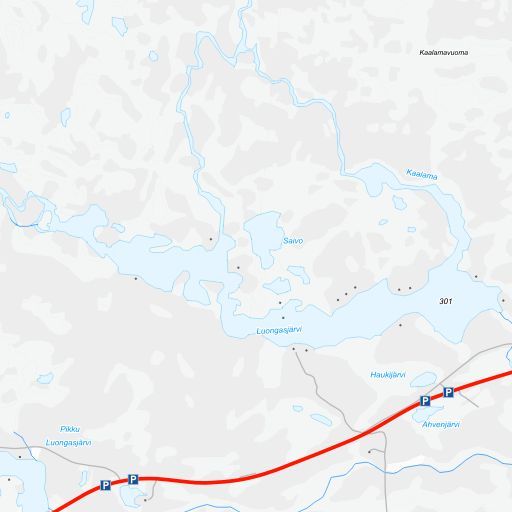 Kaalamavuoma
Kaalama
Saivo
301
Luongasjärvi
Haukijärvi
P
P
Ahvenjärvi
Pikku
Luongasjärvi
P
P